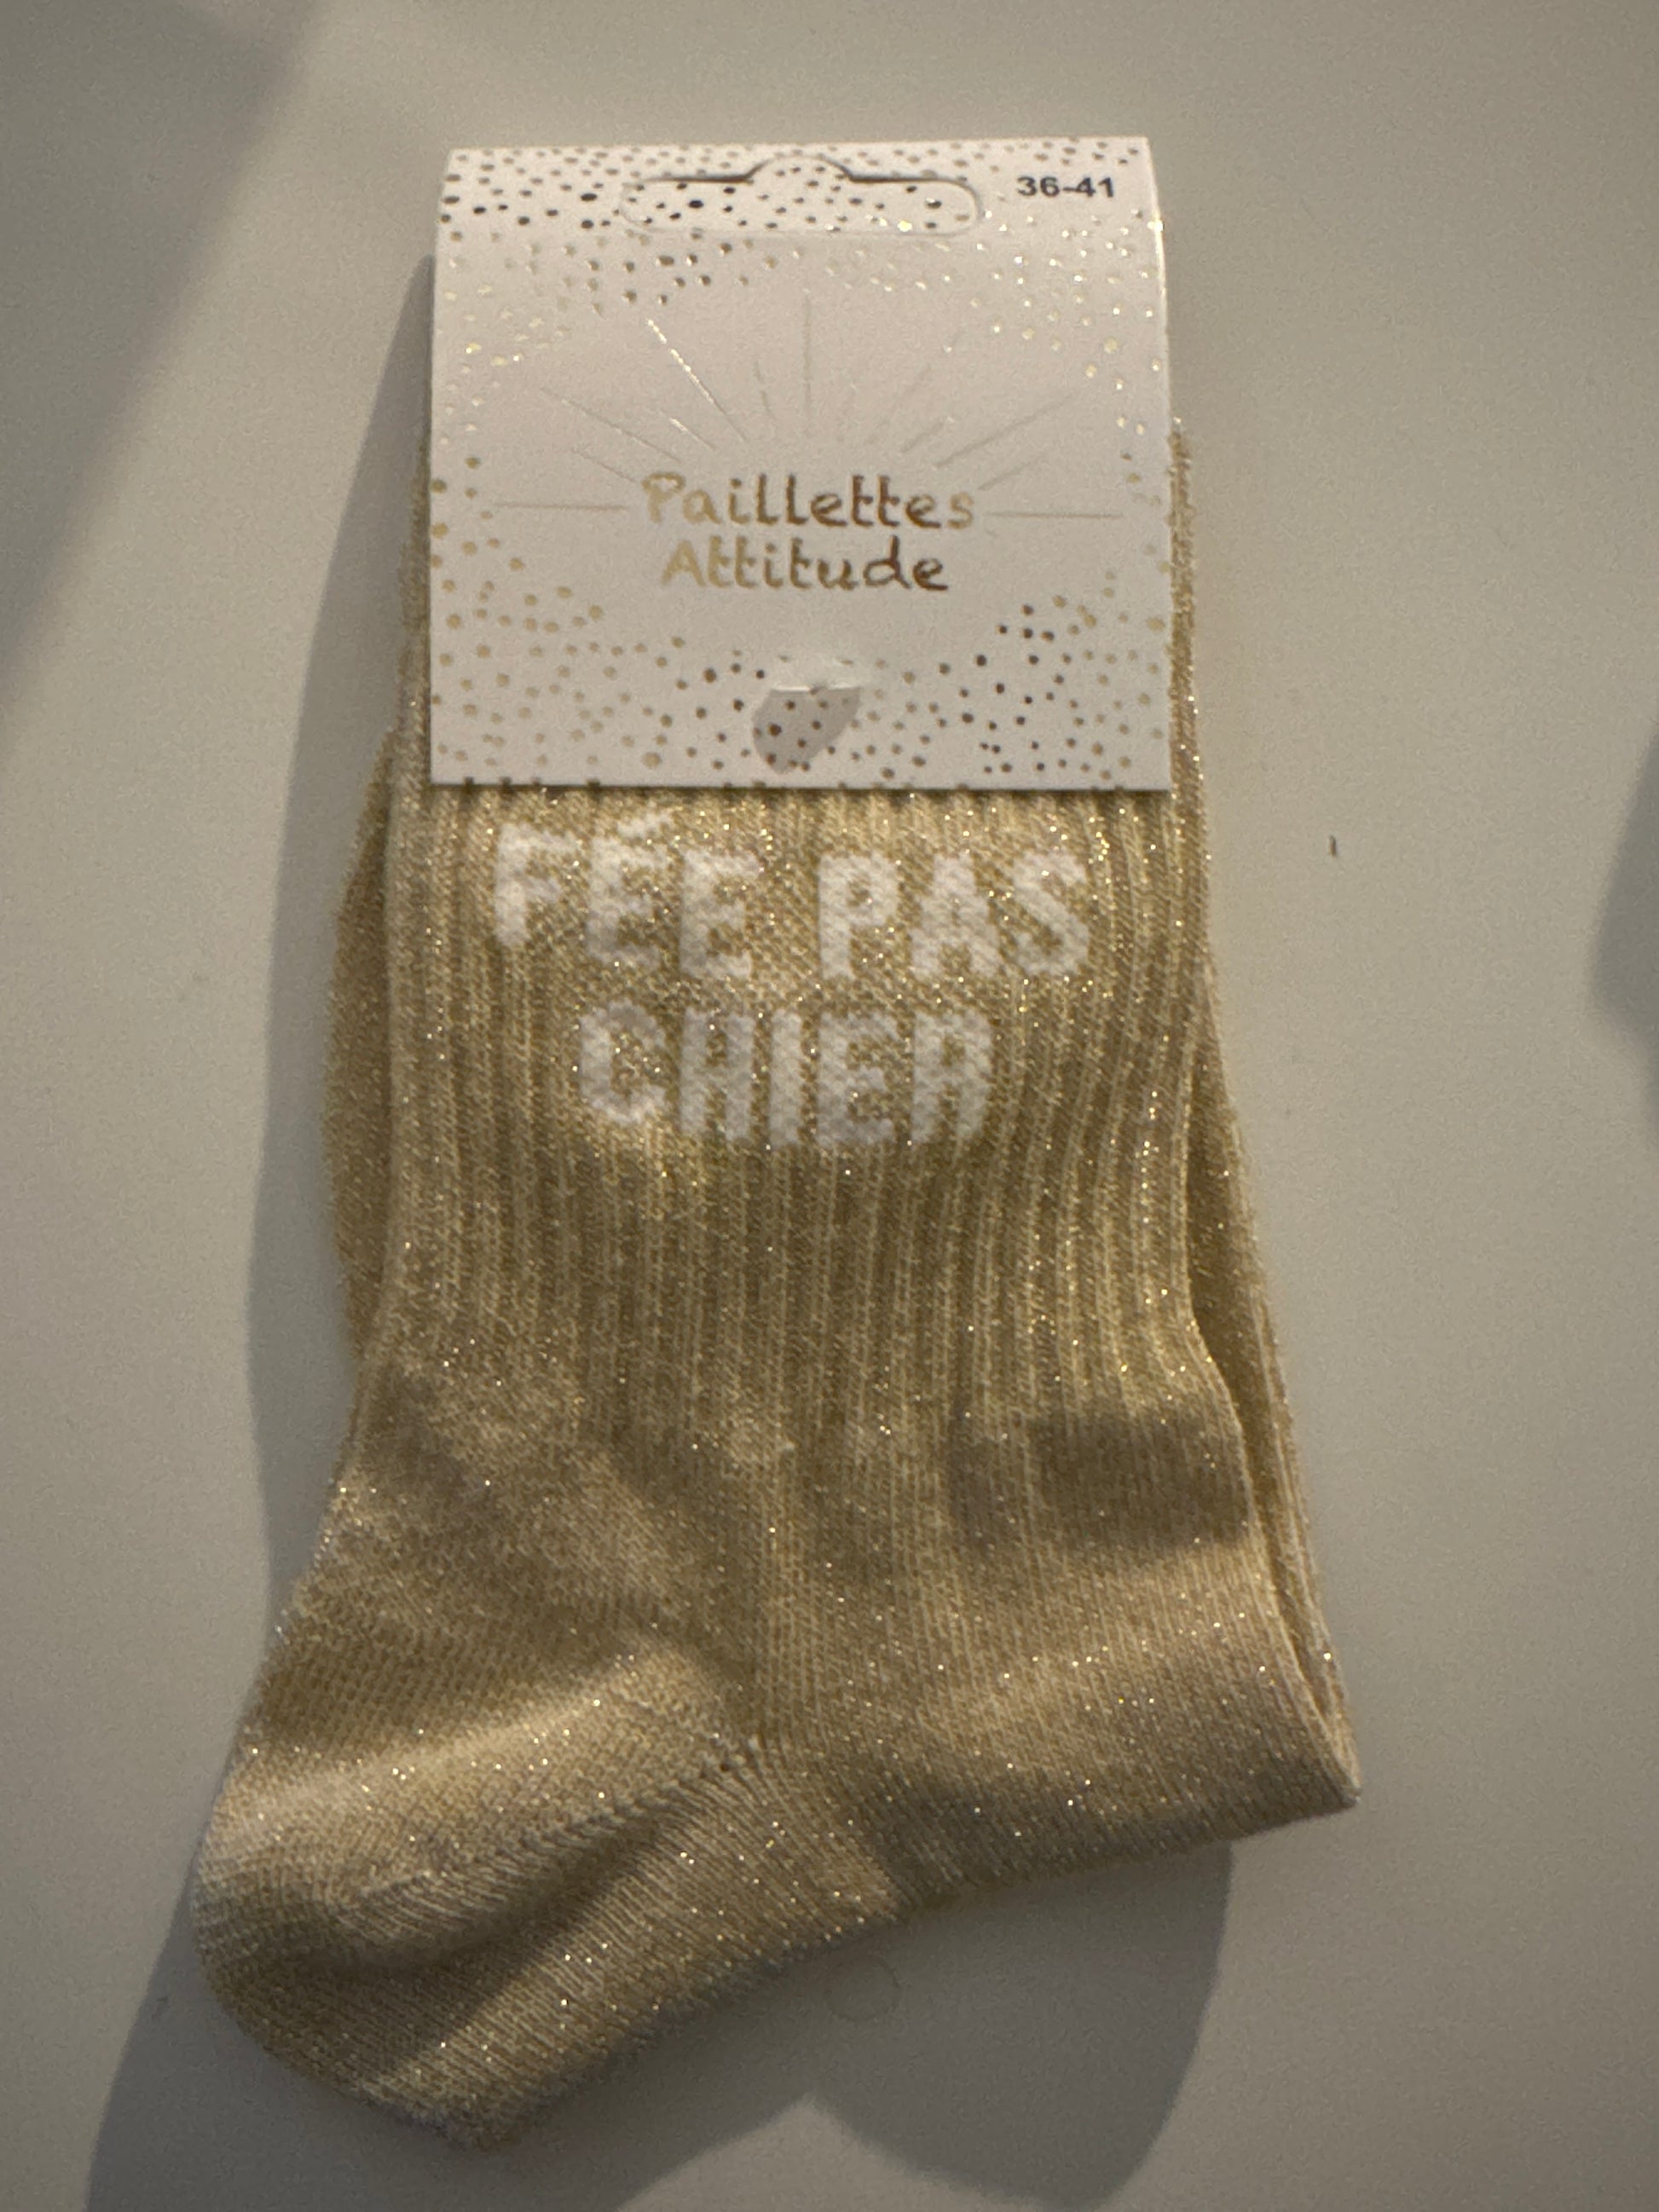 36-41
Paillettes
Attitude
FÉE PAS
CHIER